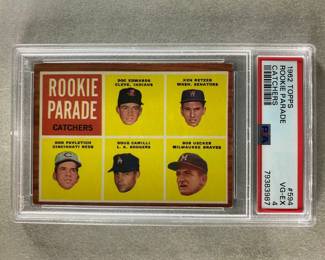 ROOKIE
PARADE
CATCHERS
DOC EDWARDS
CLEVE. INDIANS
KEN RETZER
WASH. SENATORS
DON PAVLETICH
CINCINNATI REDS
DOUG CAMILLI
L. A. DODGERS
BOB UECKER
MILWAUKEE BRAVES
1962 TOPPS
ROOKIE PARADE
CATCHERS
#594
VG-EX 4
79383987
PSA